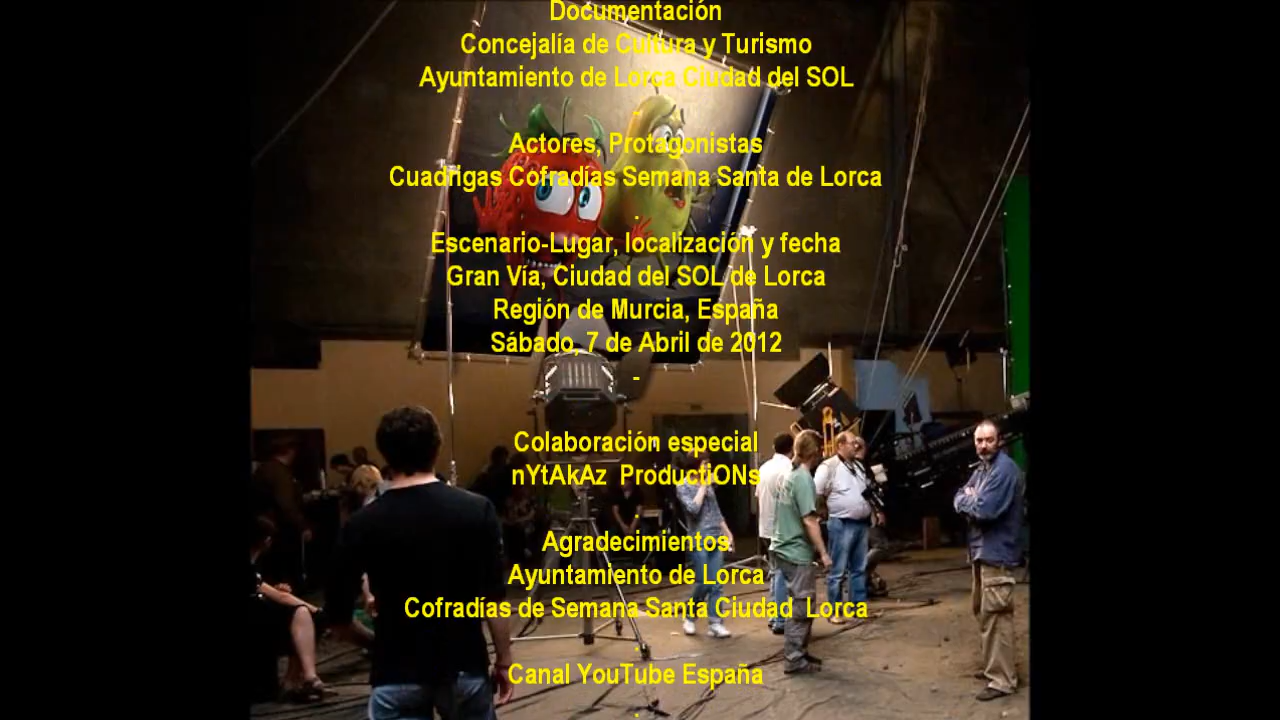 Documentación
Concejalía de Cultura y Turismo
Ayuntamiento de Lorca Ciudad del SOL
-
Actores, Protagonistas
Cuadrigas Cofradías Semana Santa de Lorca
.
Escenario-Lugar, localización y fecha
Gran Vía, Ciudad del SOL de Lorca
Región de Murcia, España
Sábado, 7 de Abril de 2012
-
Colaboración especial
nYtAkAz ProductiONs
.
Agradecimientos
Ayuntamiento de Lorca
Cofradías de Semana Santa Ciudad Lorca
.
Canal YouTube España
.